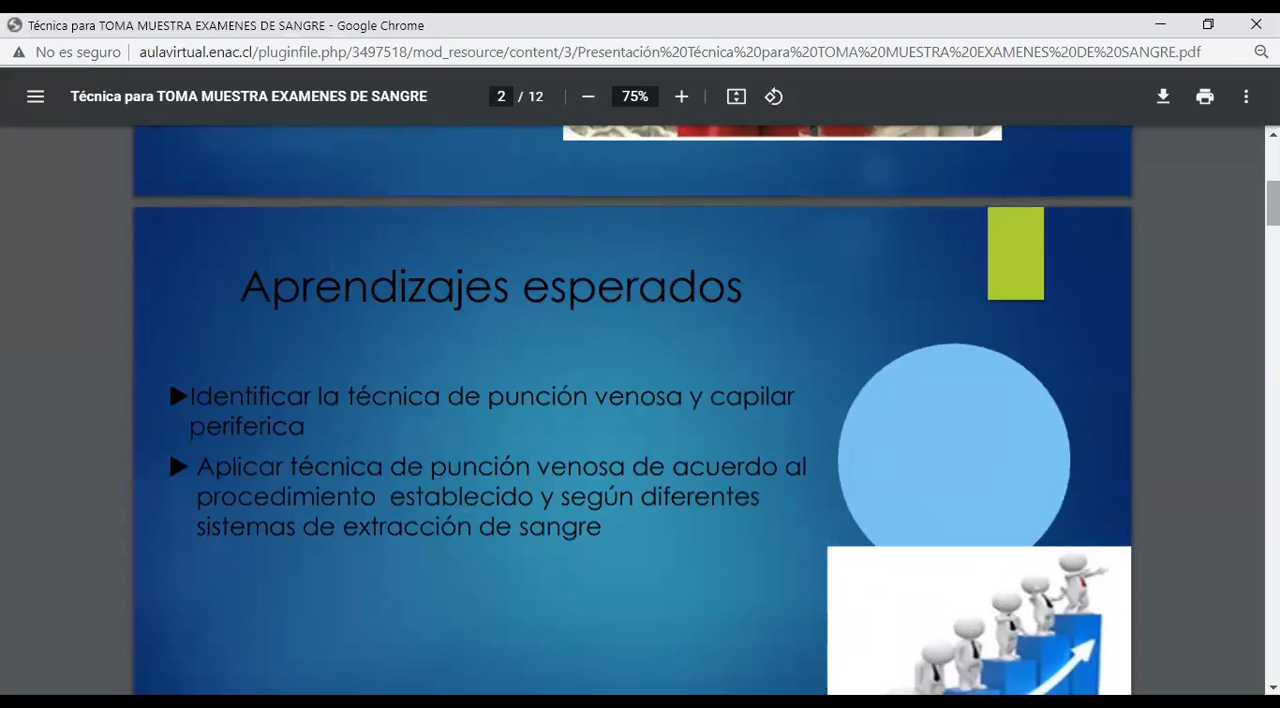 Técnica para TOMA MUESTRA EXAMENES DE SANGRE - Google Chrome
No es seguro
aulavirtual.enac.cl/pluginfile.php/3497518/mod_resource/content/3/Presentación%20Técnica%20para%20TOMA%20MUESTRA%20EXAMENES%20DE%20SANGRE.pdf
Técnica para TOMA MUESTRA EXAMENES DE SANGRE
2 / 12
75%
Aprendizajes esperados
Identificar la técnica de punción venosa y capilar
periferica
Aplicar técnica de punción venosa de acuerdo al
procedimiento establecido y según diferentes
sistemas de extracción de sangre